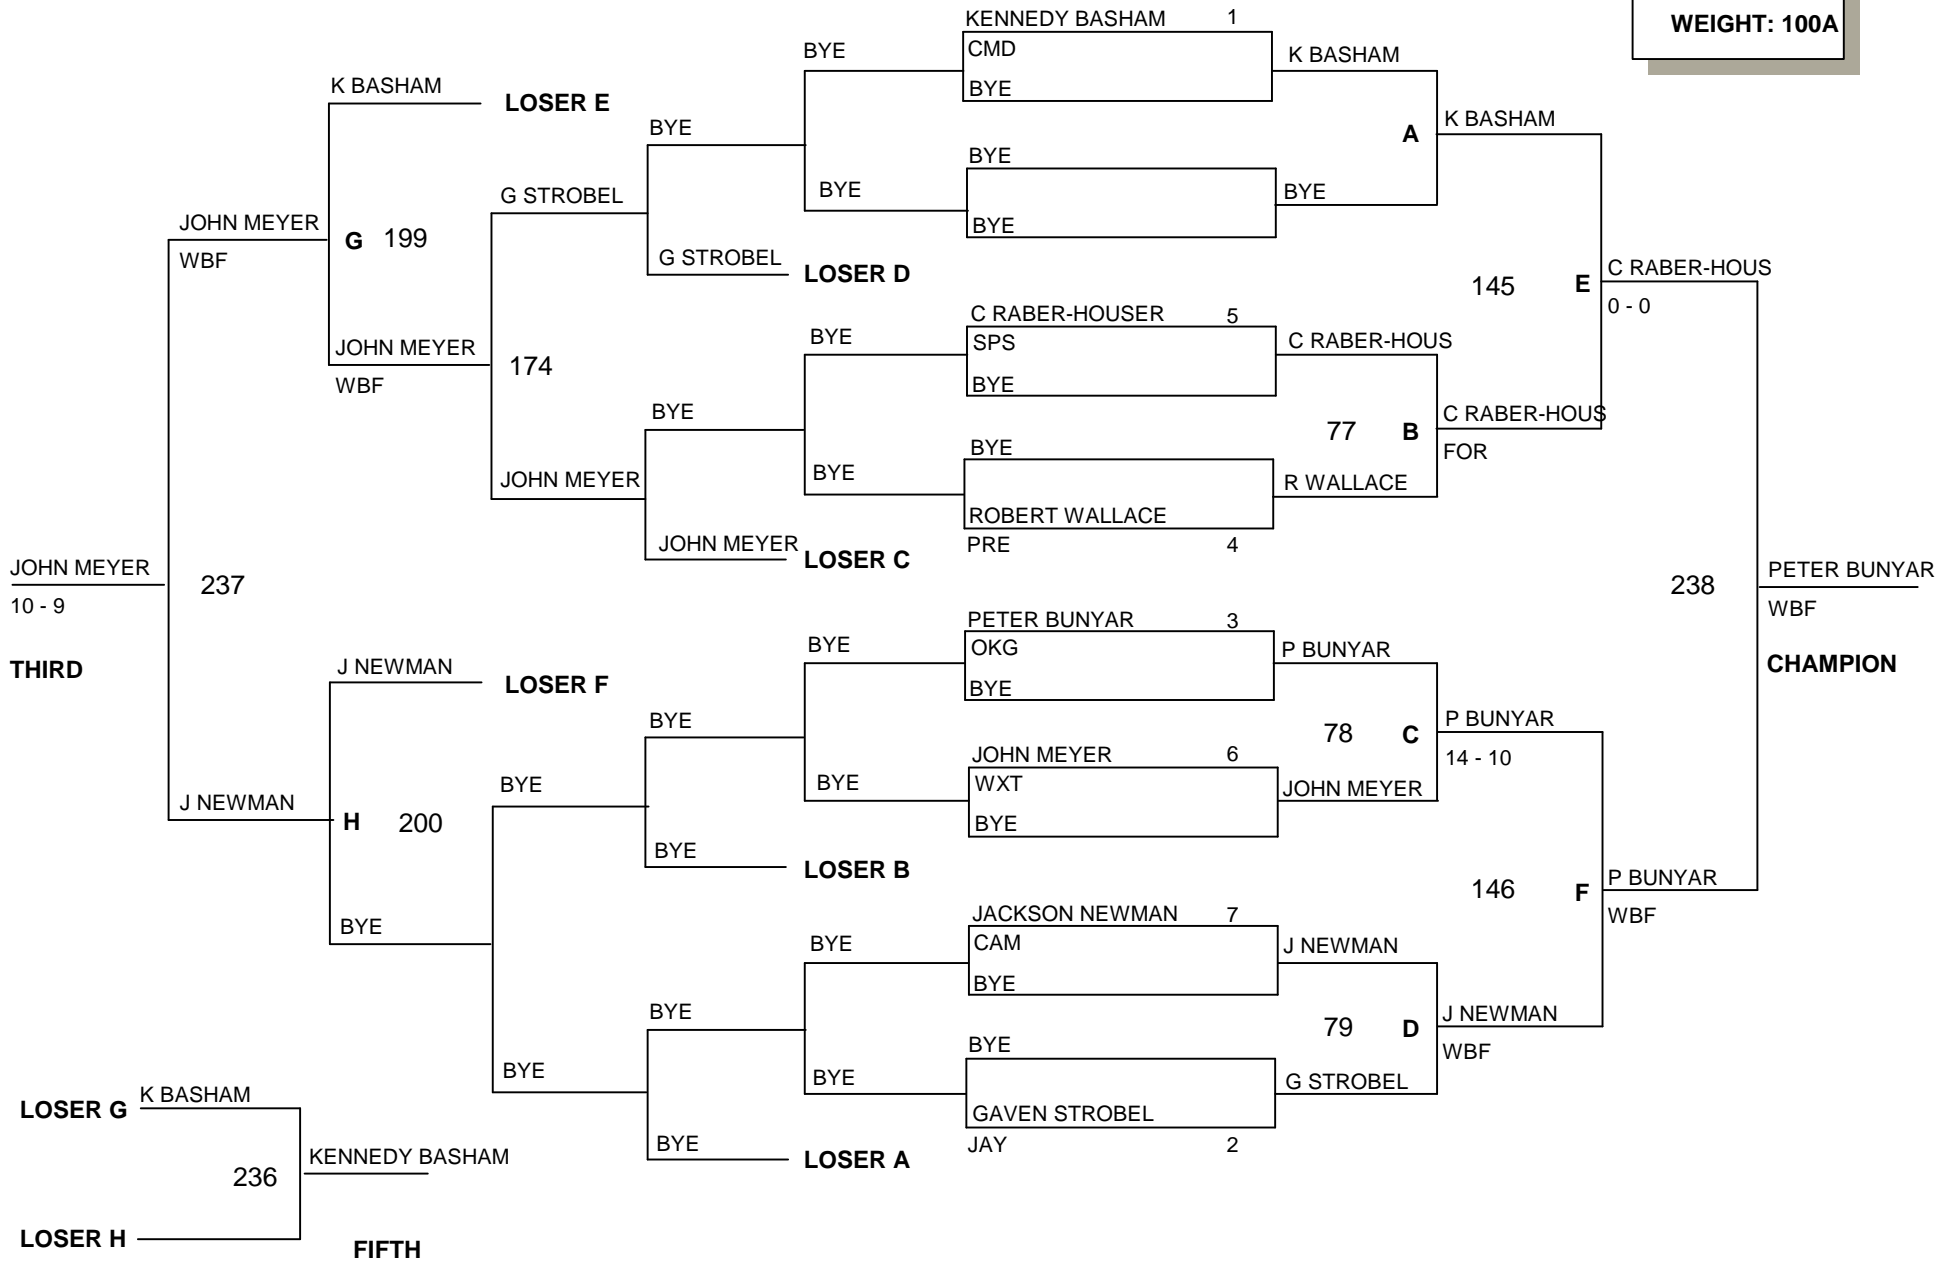 WEIGHT: 100A
KENNEDY BASHAM 1
CMD
BYE
BYE
K BASHAM
K BASHAM
LOSER E
BYE
A
K BASHAM
BYE
BYE
BYE
BYE
G STROBEL
JOHN MEYER
WBF
G 199
G STROBEL
LOSER D
C RABER-HOUS
0 - 0
145
E
C RABER-HOUSER 5
SPS
BYE
BYE
C RABER-HOUS
JOHN MEYER
WBF
174
BYE
77
B
C RABER-HOUS
FOR
BYE
BYE
R WALLACE
JOHN MEYER
ROBERT WALLACE
PRE 4
JOHN MEYER
LOSER C
JOHN MEYER
10 - 9
237
THIRD
238
PETER BUNYAR
WBF
CHAMPION
PETER BUNYAR 3
OKG
BYE
BYE
P BUNYAR
J NEWMAN
LOSER F
BYE
78
C
P BUNYAR
14 - 10
JOHN MEYER 6
WXT
BYE
BYE
JOHN MEYER
BYE
J NEWMAN
H 200
BYE
LOSER B
146
F
P BUNYAR
WBF
JACKSON NEWMAN 7
CAM
BYE
BYE
J NEWMAN
BYE
BYE
79
D
J NEWMAN
WBF
BYE
BYE
BYE
G STROBEL
GAVEN STROBEL
JAY 2
BYE
LOSER A
LOSER G
K BASHAM
236
KENNEDY BASHAM
LOSER H
FIFTH